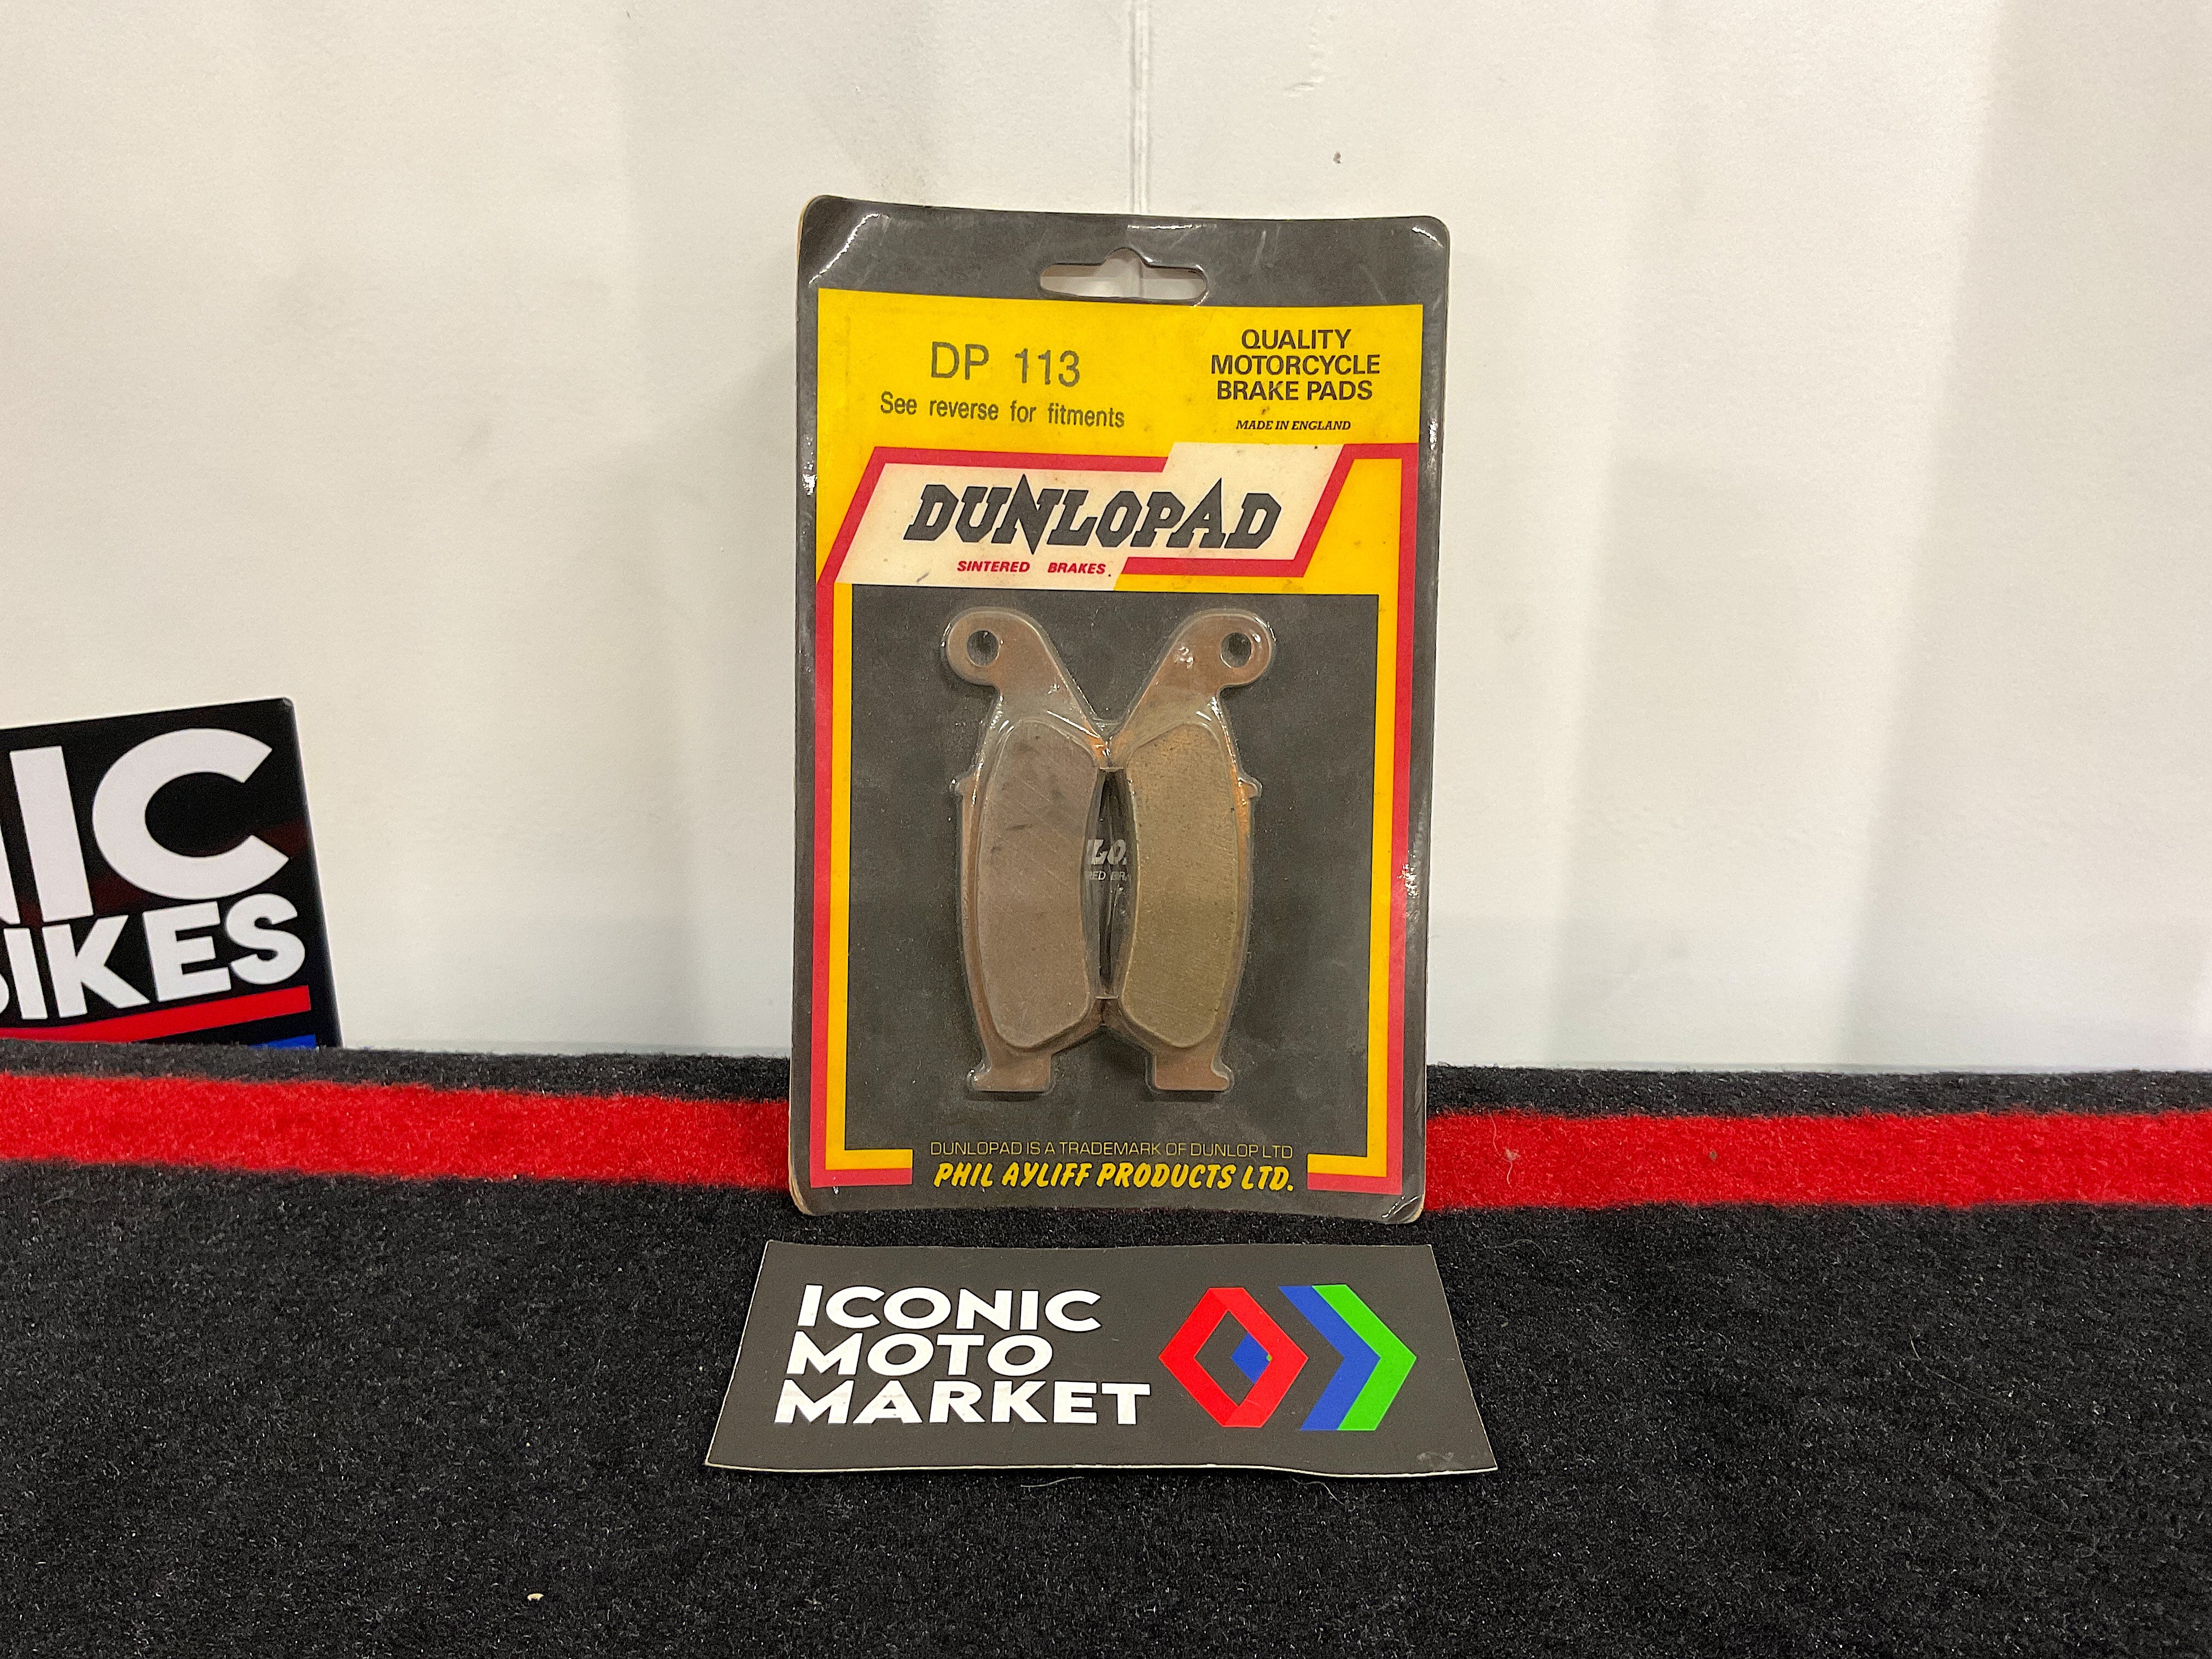 DP 113
See reverse for fitments
QUALITY
MOTORCYCLE
BRAKE PADS
MADE IN ENGLAND
DUNLOPAD
SINTERED BRAKES
DUNLOPAD IS A TRADEMARK OF DUNLOP LTD
PHIL AYLIFF PRODUCTS LTD.
ICONIC
MOTO
MARKET
NIC
BIKES